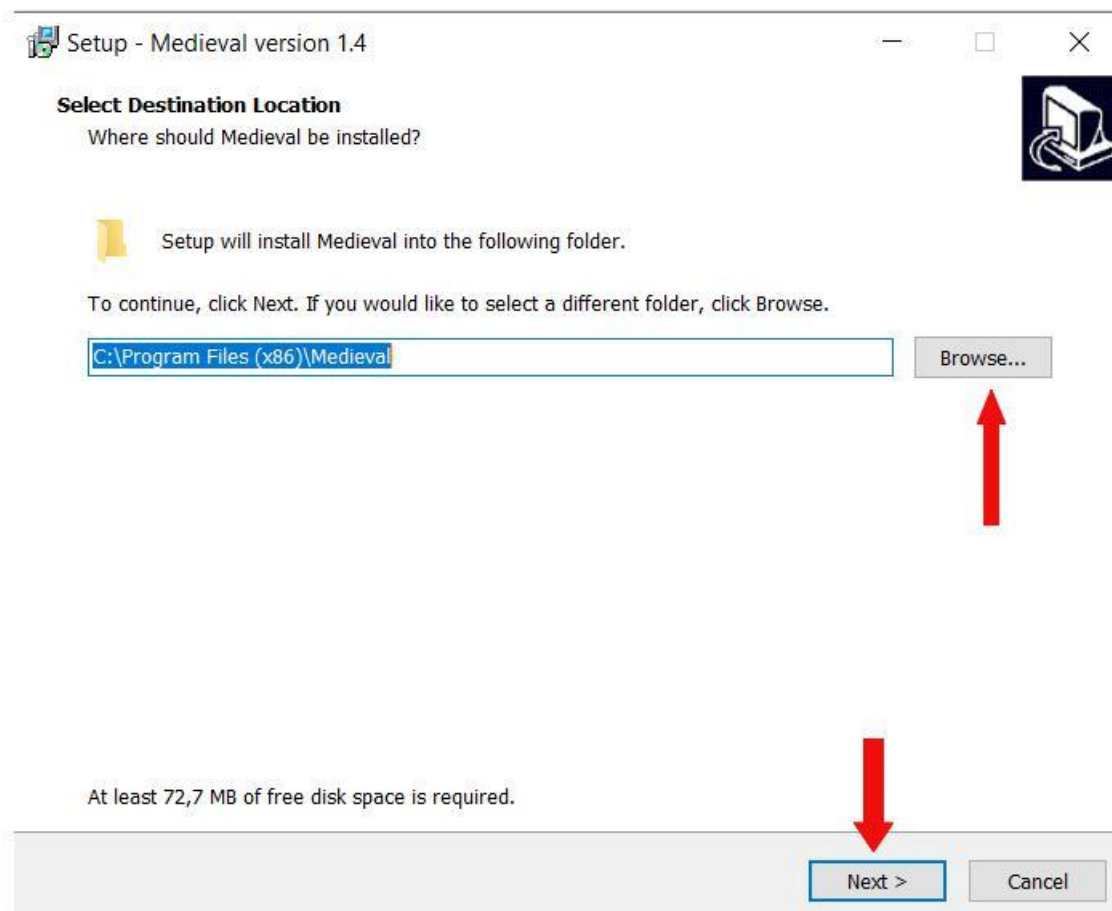 Setup - Medieval version 1.4
Select Destination Location
Where should Medieval be installed?
Setup will install Medieval into the following folder.
To continue, click Next. If you would like to select a different folder, click Browse.
C:\Program Files (x86)\Medieval
Browse...
At least 72,7 MB of free disk space is required.
Next >
Cancel